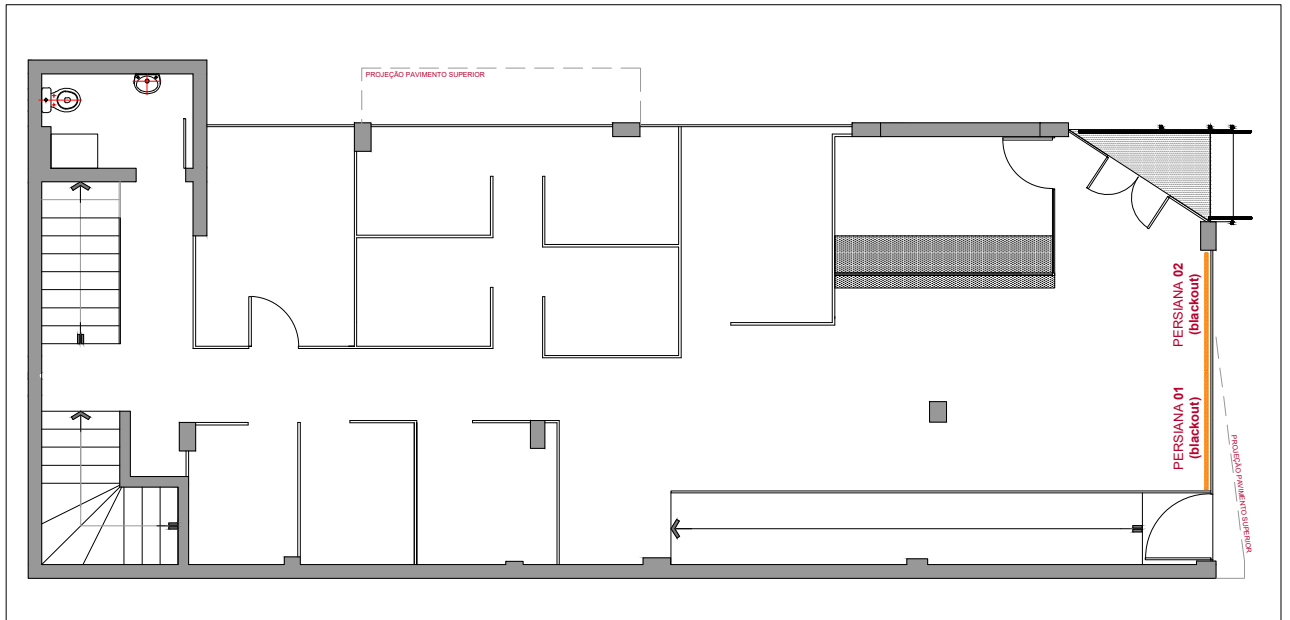 PROJEÇÃO PAVIMENTO SUPERIOR
PERSIANA 02
(blackout)
PERSIANA 01
(blackout)
PROJEÇÃO PAVIMENTO SUPERIOR